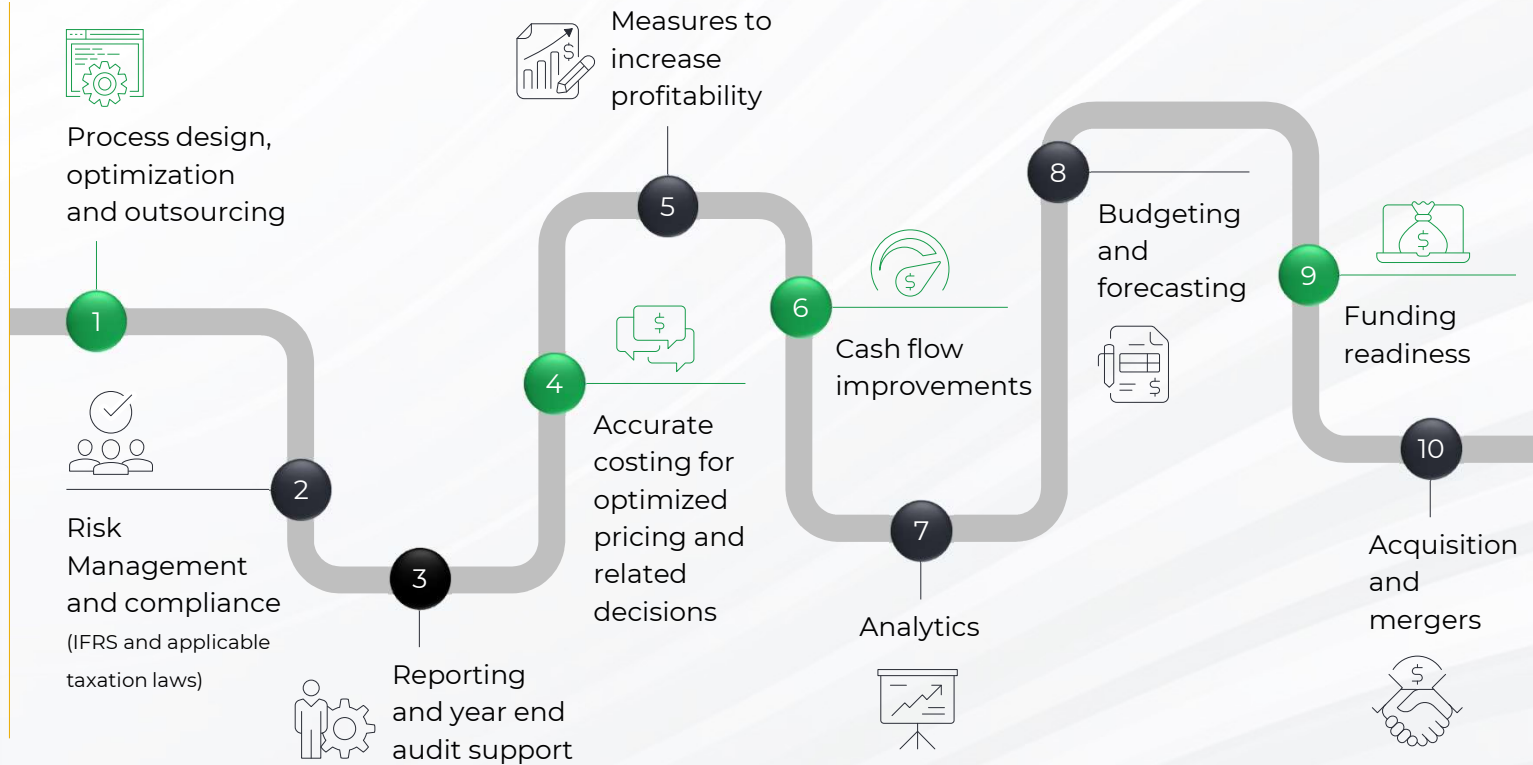 1
Process design,
optimization
and outsourcing
2
Risk
Management
and compliance
(IFRS and applicable
taxation laws)
3
Reporting
and year end
audit support
4
$
Accurate
costing for
optimized
pricing and
related
decisions
5
$
Measures to
increase
profitability
6
$
Cash flow
improvements
7
Analytics
8
Budgeting
and
forecasting
$
9
$
Funding
readiness
10
Acquisition
and
mergers
$